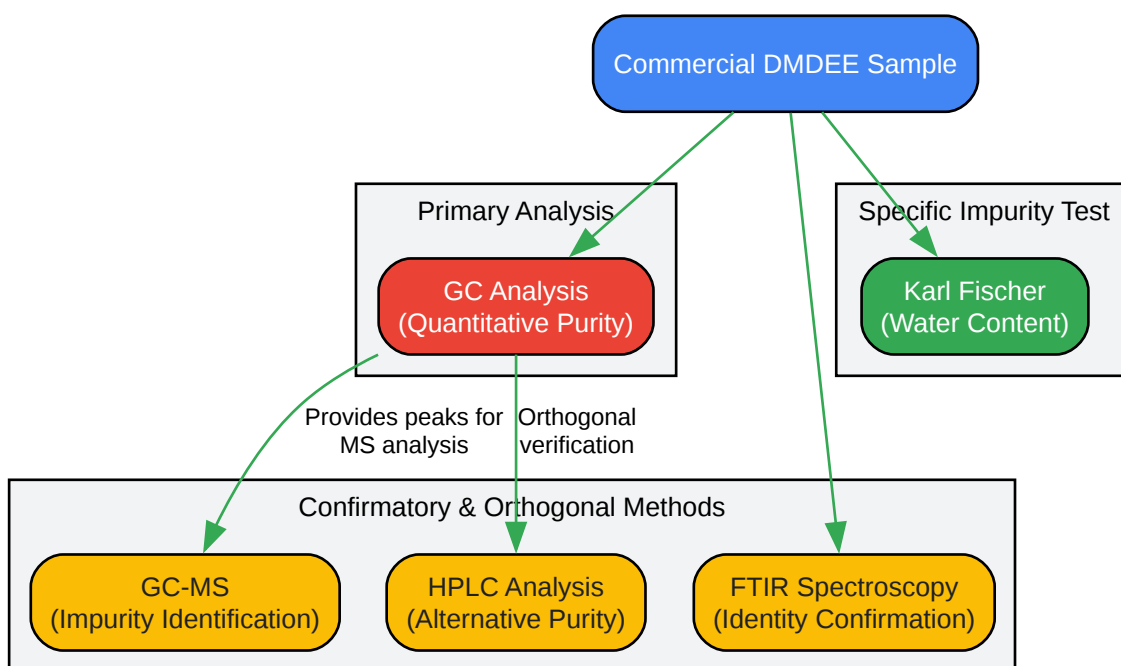 Commercial DMDEE Sample
Primary Analysis
Specific Impurity Test
GC Analysis
(Quantitative Purity)
Karl Fischer
(Water Content)
Provides peaks for
MS analysis
Orthogonal
verification
Confirmatory & Orthogonal Methods
GC-MS
(Impurity Identification)
HPLC Analysis
(Alternative Purity)
FTIR Spectroscopy
(Identity Confirmation)